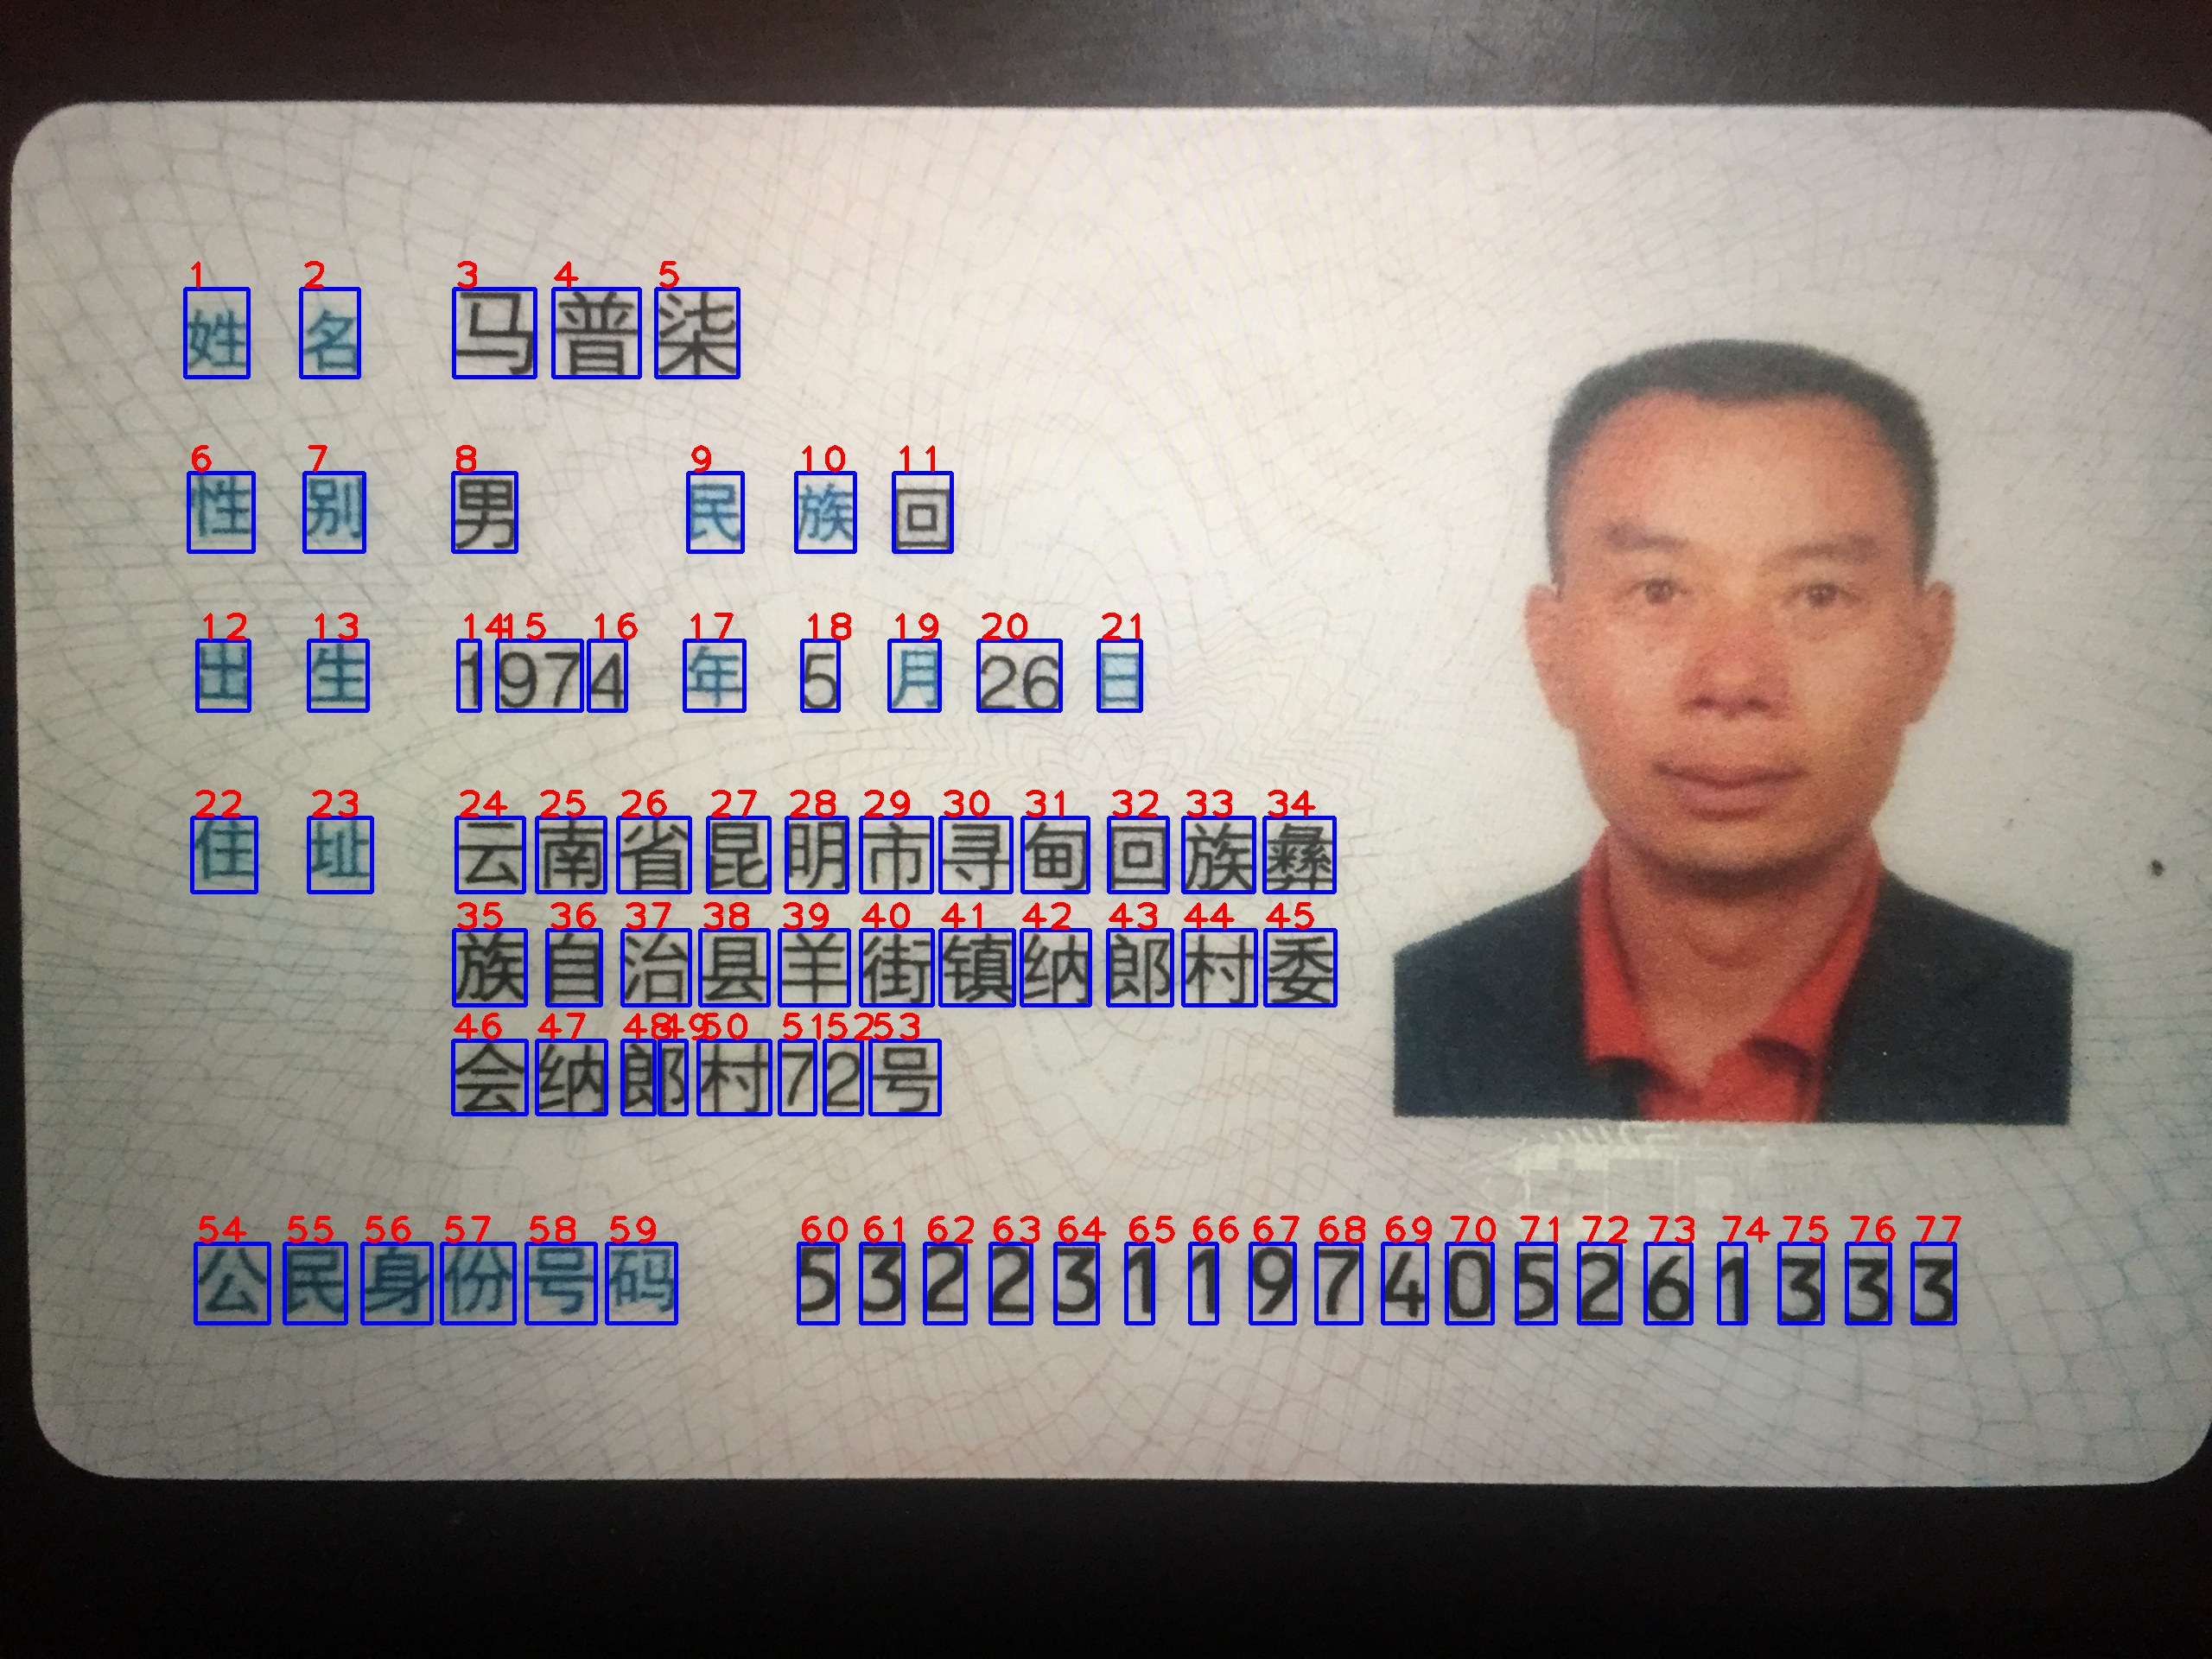 1 2 3 4 5
姓 名 马普柒
6 7 8 9 10 11
性 别 男 民 族 回
12 13 14 15 16 17 18 19 20 21
出 生 1974 年 5 月 26 日
22 23 24 25 26 27 28 29 30 31 32 33 34
住 址 云南省昆明市寻甸回族彝
35 36 37 38 39 40 41 42 43 44 45
族自治县羊街镇纳郎村委
46 47 48 49 50 51 52 53
会纳郎村72号
54 55 56 57 58 59 60 61 62 63 64 65 66 67 68 69 70 71 72 73 74 75 76 77
公民身份号码 532231197405261333